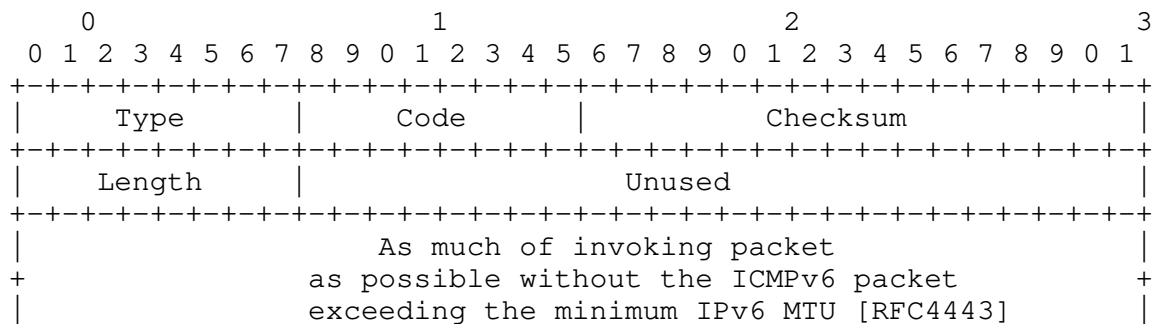 0                   1                   2                   3
 0 1 2 3 4 5 6 7 8 9 0 1 2 3 4 5 6 7 8 9 0 1 2 3 4 5 6 7 8 9 0 1
+-+-+-+-+-+-+-+-+-+-+-+-+-+-+-+-+-+-+-+-+-+-+-+-+-+-+-+-+-+-+-+-+
|     Type      |     Code      |          Checksum             |
+-+-+-+-+-+-+-+-+-+-+-+-+-+-+-+-+-+-+-+-+-+-+-+-+-+-+-+-+-+-+-+-+
|    Length     |                  Unused                       |
+-+-+-+-+-+-+-+-+-+-+-+-+-+-+-+-+-+-+-+-+-+-+-+-+-+-+-+-+-+-+-+-+
|                    As much of invoking packet                 |
+                as possible without the ICMPv6 packet          +
|                exceeding the minimum IPv6 MTU [RFC4443]       |